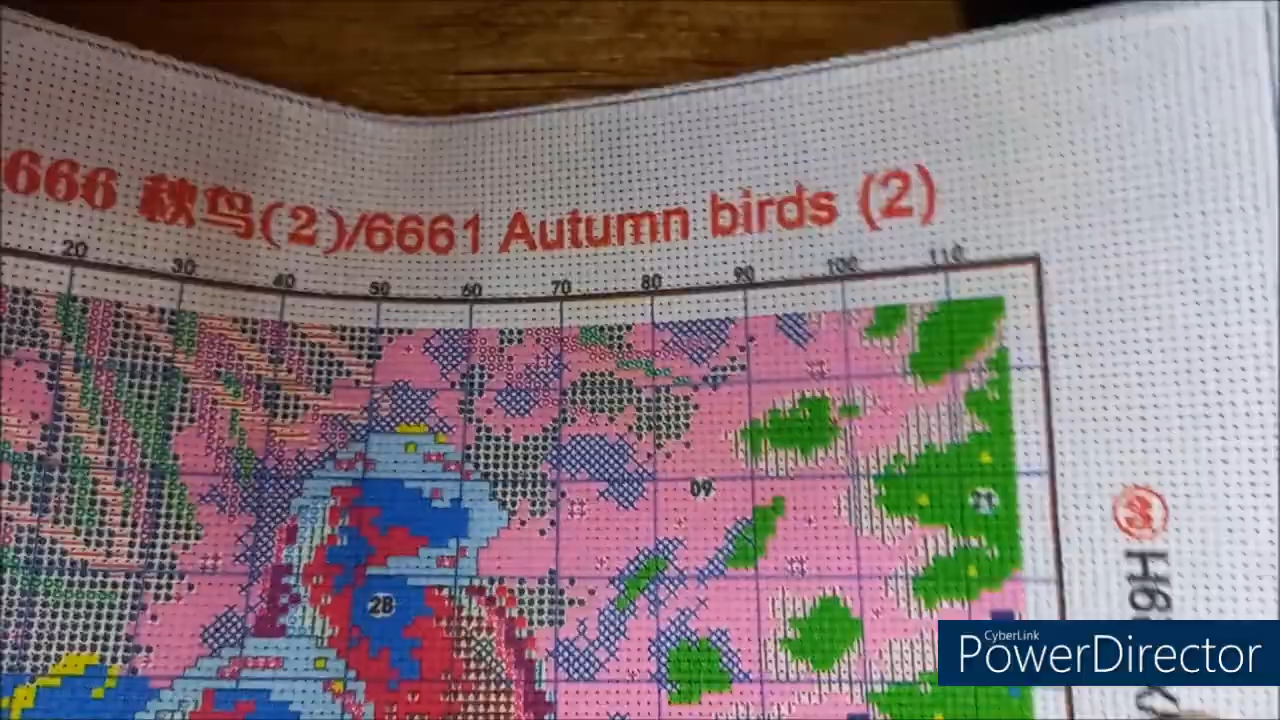 666 秋鸟(2)/6661 Autumn birds (2)
20 30 40 50 60 70 80 90 100 110
09
21
28
CyberLink
PowerDirector